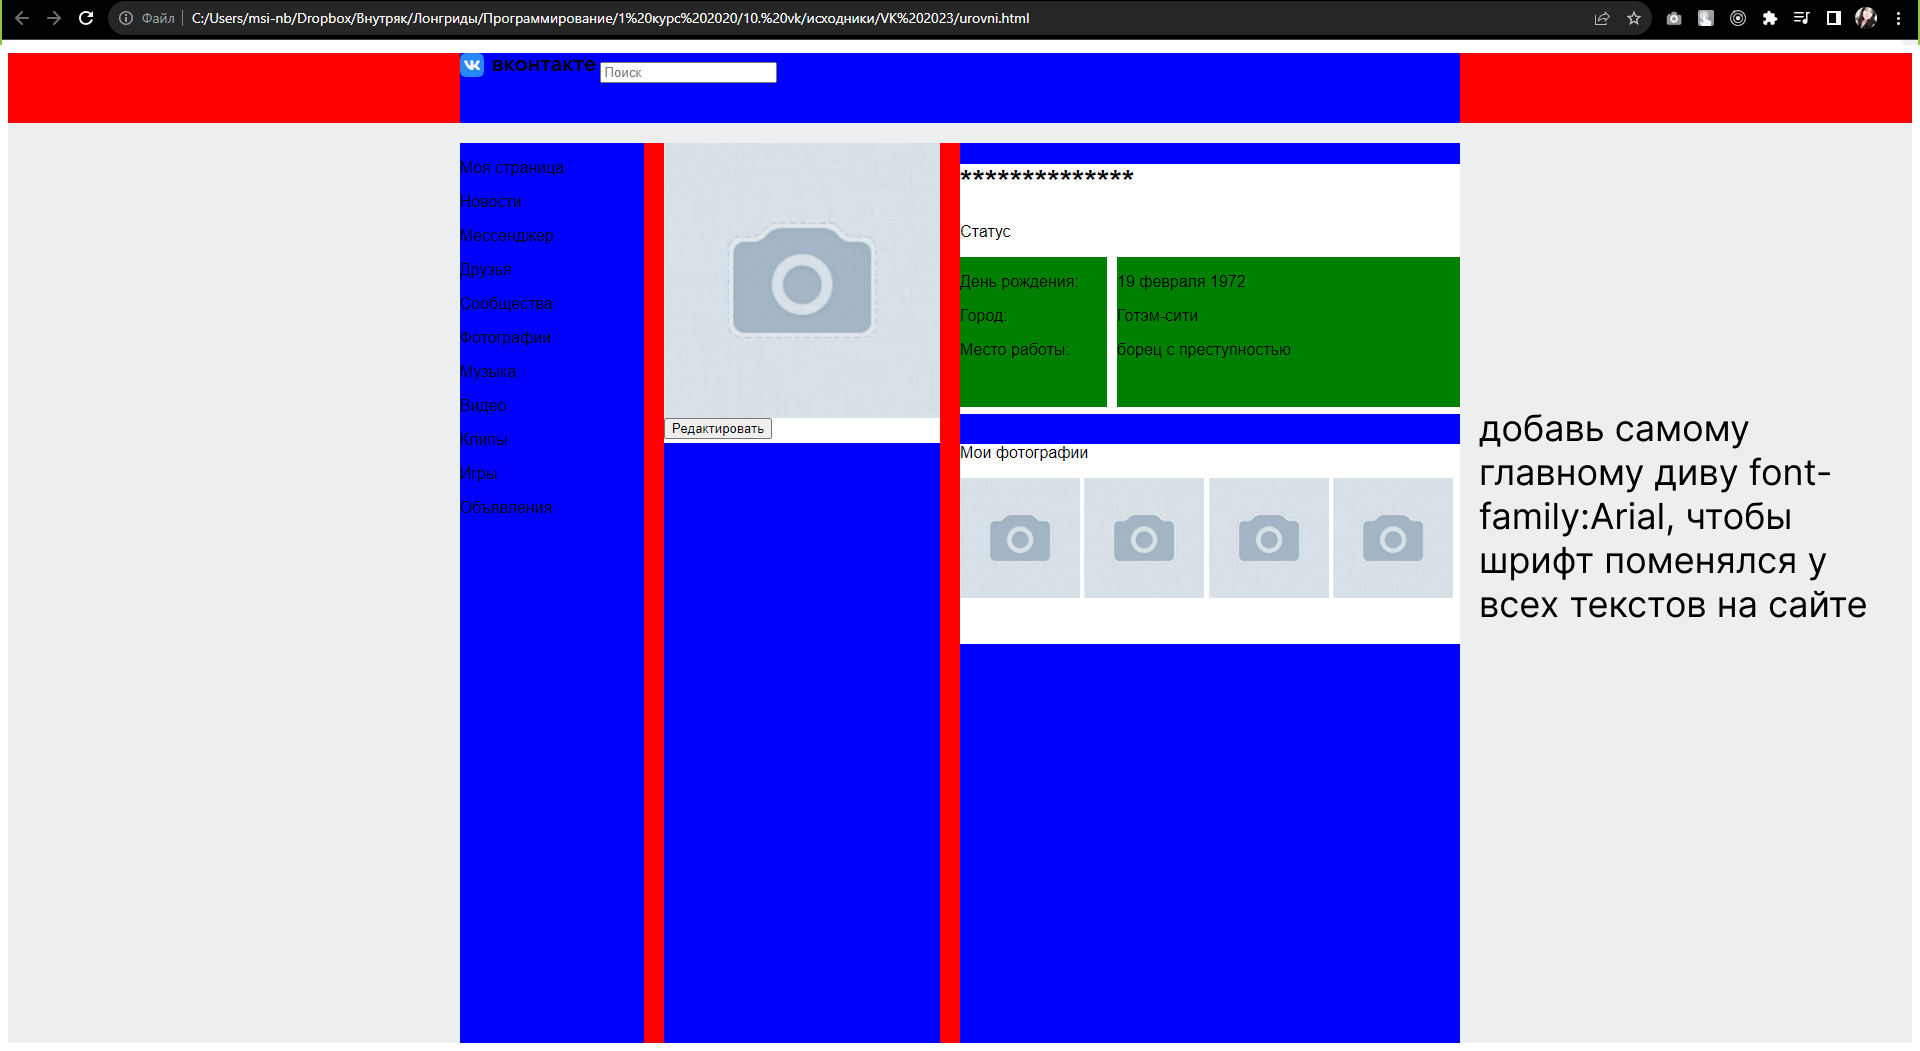 Файл C:/Users/msi-nb/Dropbox/Внутряк/Лонгриды/Программирование/1%20курс%202020/10.%20vk/исходники/VK%202023/urovni.html
вконтакте Поиск
Моя страница
Новости
Мессенджер
Друзья
Сообщества
Фотографии
Музыка
Видео
Клипы
Игры
Объявления
Редактировать
**************
Статус
День рождения: 19 февраля 1972
Город: Готэм-сити
Место работы: борец с преступностью
Мои фотографии
добавь самому
главному диву font-
family:Arial, чтобы
шрифт поменялся у
всех текстов на сайте